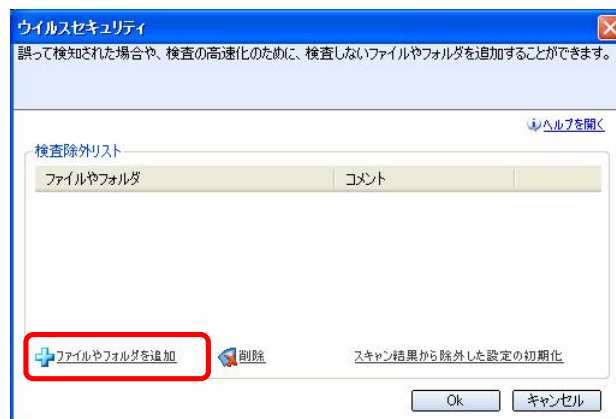 ウイルスセキュリティ
誤って検知された場合や、検査の高速化のために、検査しないファイルやフォルダを追加することができます。
ヘルプを開く
検査除外リスト
ファイルやフォルダ コメント
ファイルやフォルダを追加 削除 スキャン結果から除外した設定の初期化
Ok キャンセル